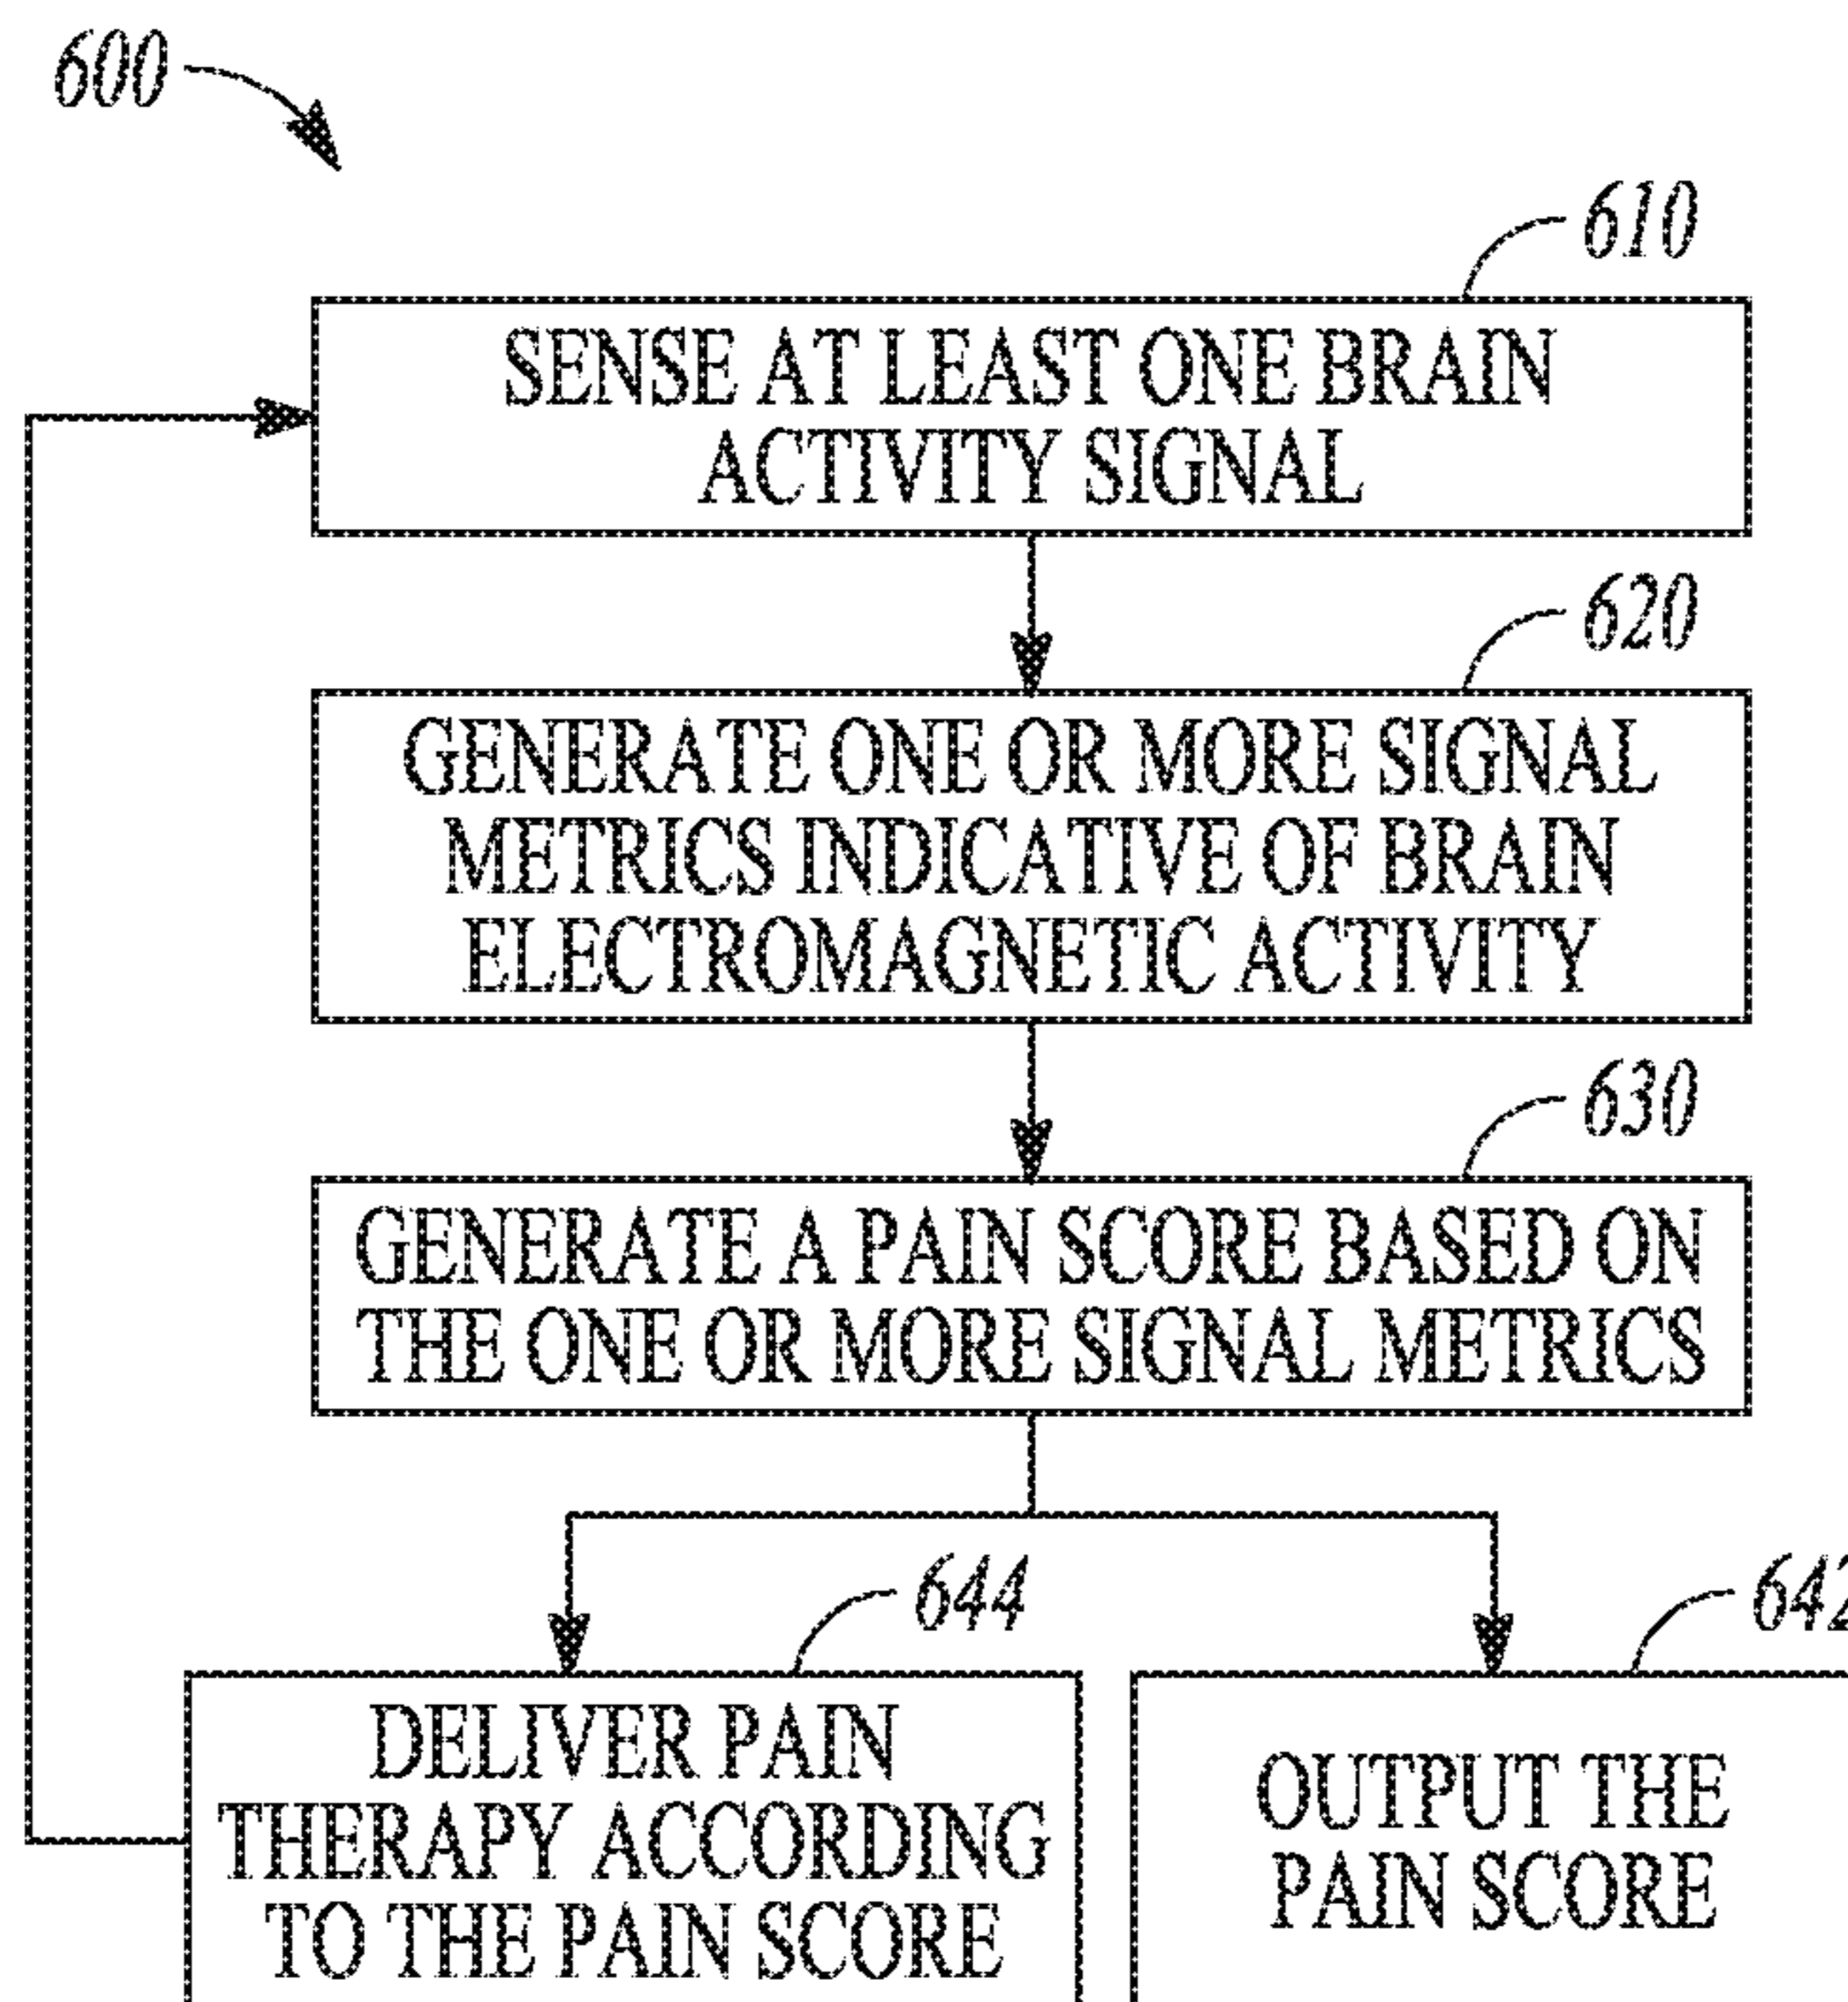 600
610
SENSE AT LEAST ONE BRAIN
ACTIVITY SIGNAL
620
GENERATE ONE OR MORE SIGNAL
METRICS INDICATIVE OF BRAIN
ELECTROMAGNETIC ACTIVITY
630
GENERATE A PAIN SCORE BASED ON
THE ONE OR MORE SIGNAL METRICS
644
DELIVER PAIN
THERAPY ACCORDING
TO THE PAIN SCORE
642
OUTPUT THE
PAIN SCORE